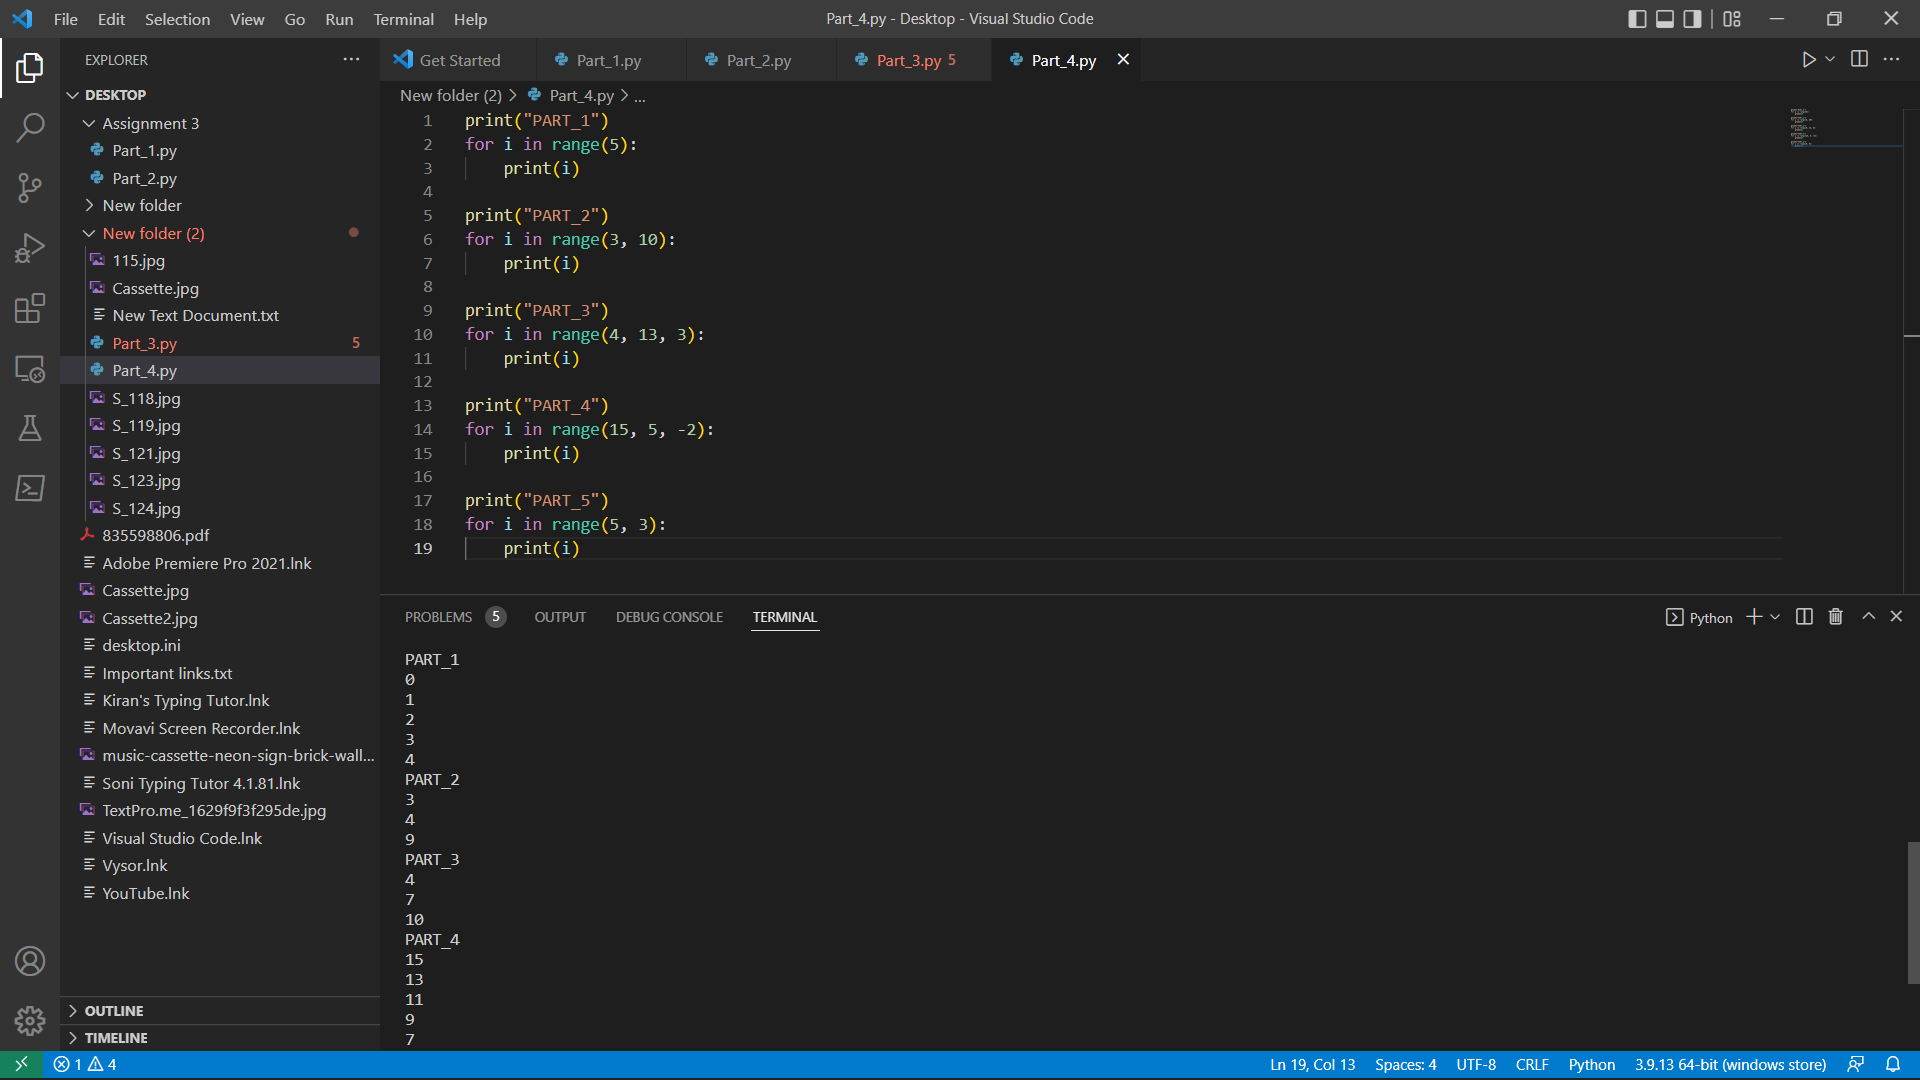 File Edit Selection View Go Run Terminal Help
Part_4.py - Desktop - Visual Studio Code
EXPLORER
DESKTOP
Assignment 3
Part_1.py
Part_2.py
New folder
New folder (2)
115.jpg
Cassette.jpg
New Text Document.txt
Part_3.py 5
Part_4.py
S_118.jpg
S_119.jpg
S_121.jpg
S_123.jpg
S_124.jpg
835598806.pdf
Adobe Premiere Pro 2021.lnk
Cassette.jpg
Cassette2.jpg
desktop.ini
Important links.txt
Kiran's Typing Tutor.lnk
Movavi Screen Recorder.lnk
music-cassette-neon-sign-brick-wall...
Soni Typing Tutor 4.1.81.lnk
TextPro.me_1629f9f3f295de.jpg
Visual Studio Code.lnk
Vysor.lnk
YouTube.lnk
OUTLINE
TIMELINE
Get Started Part_1.py Part_2.py Part_3.py 5 Part_4.py
New folder (2) > Part_4.py > ...
1 print("PART_1")
2 for i in range(5):
3 print(i)
4
5 print("PART_2")
6 for i in range(3, 10):
7 print(i)
8
9 print("PART_3")
10 for i in range(4, 13, 3):
11 print(i)
12
13 print("PART_4")
14 for i in range(15, 5, -2):
15 print(i)
16
17 print("PART_5")
18 for i in range(5, 3):
19 print(i)
PROBLEMS 5 OUTPUT DEBUG CONSOLE TERMINAL
Python
PART_1
0
1
2
3
4
PART_2
3
4
9
PART_3
4
7
10
PART_4
15
13
11
9
7
1 4
Ln 19, Col 13 Spaces: 4 UTF-8 CRLF Python 3.9.13 64-bit (windows store)